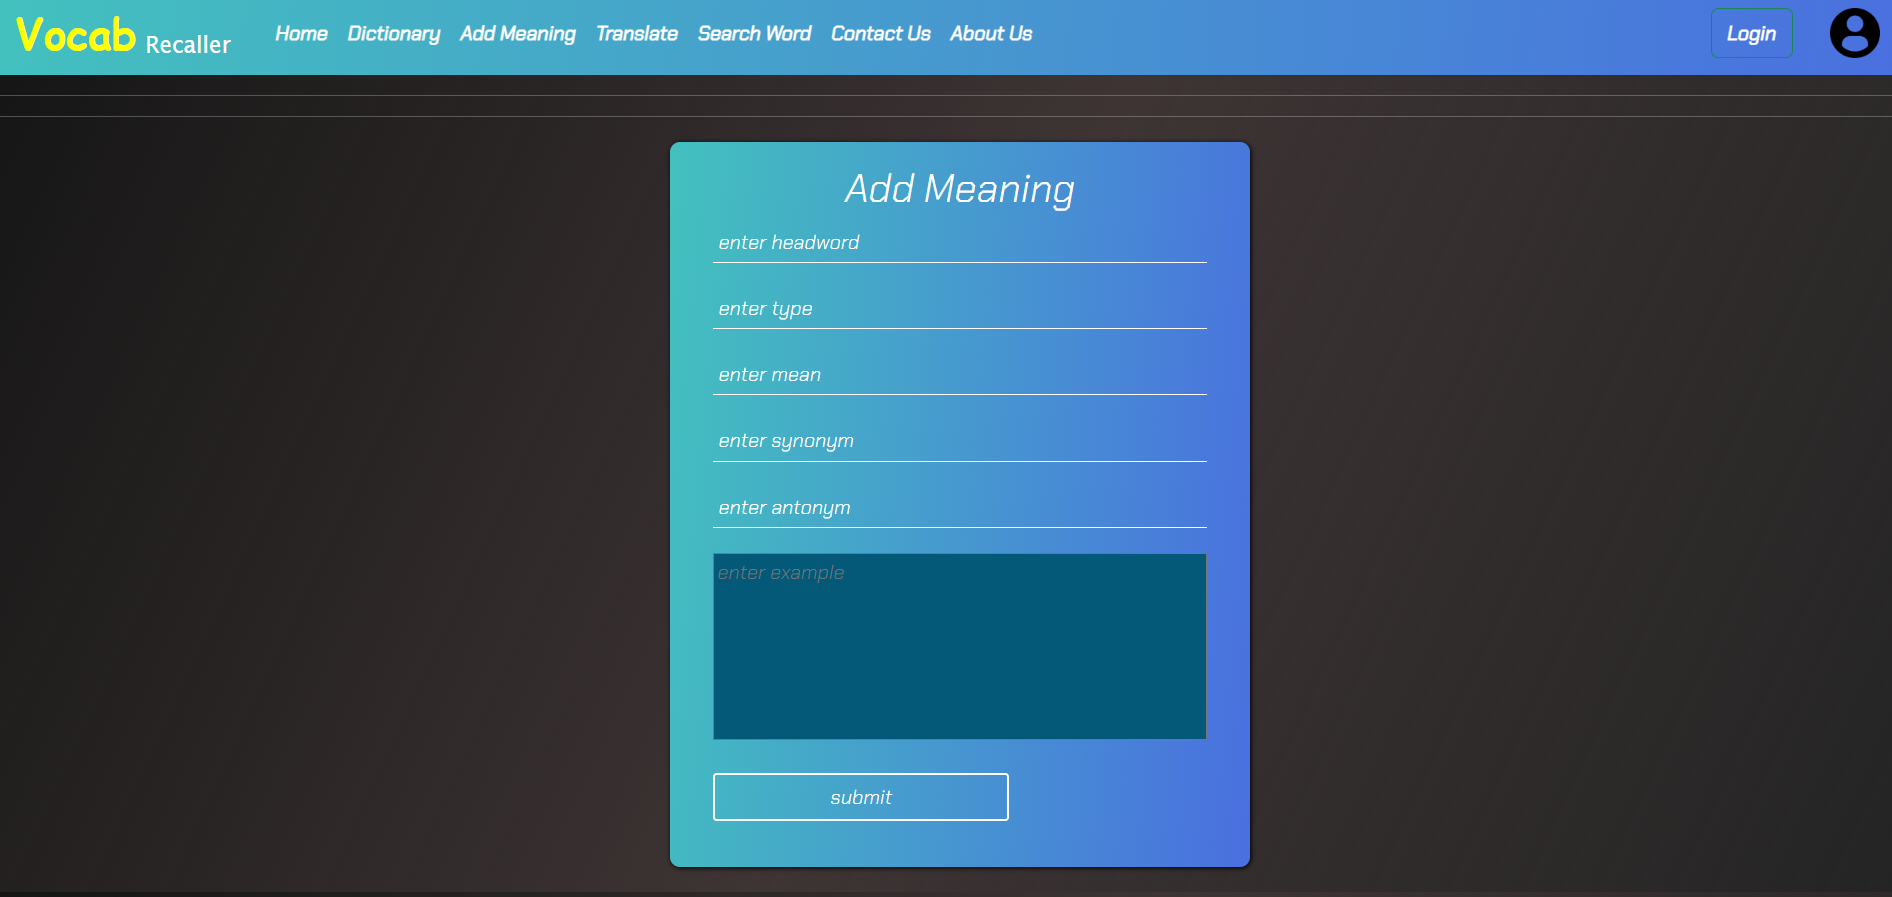 Vocab Recaller Home Dictionary Add Meaning Translate Search Word Contact Us About Us Login
Add Meaning
enter headword
enter type
enter mean
enter synonym
enter antonym
enter example
submit